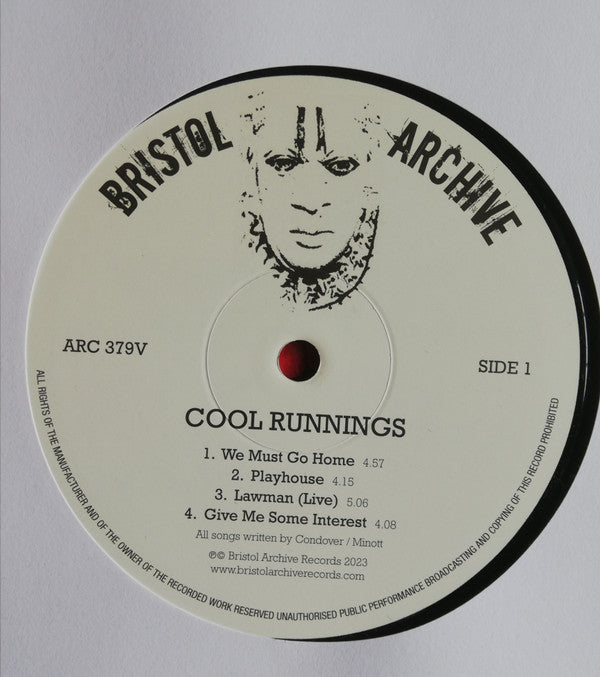 BRISTOL ARCHIVE
ARC 379V
SIDE 1
COOL RUNNINGS
1. We Must Go Home 4.57
2. Playhouse 4.15
3. Lawman (Live) 5.06
4. Give Me Some Interest 4.08
All songs written by Condover / Minott
℗© Bristol Archive Records 2023
www.bristolarchiverecords.com
ALL RIGHTS OF THE MANUFACTURER AND OF THE OWNER OF THE RECORDED WORK RESERVED UNAUTHORISED PUBLIC PERFORMANCE BROADCASTING AND COPYING OF THIS RECORD PROHIBITED